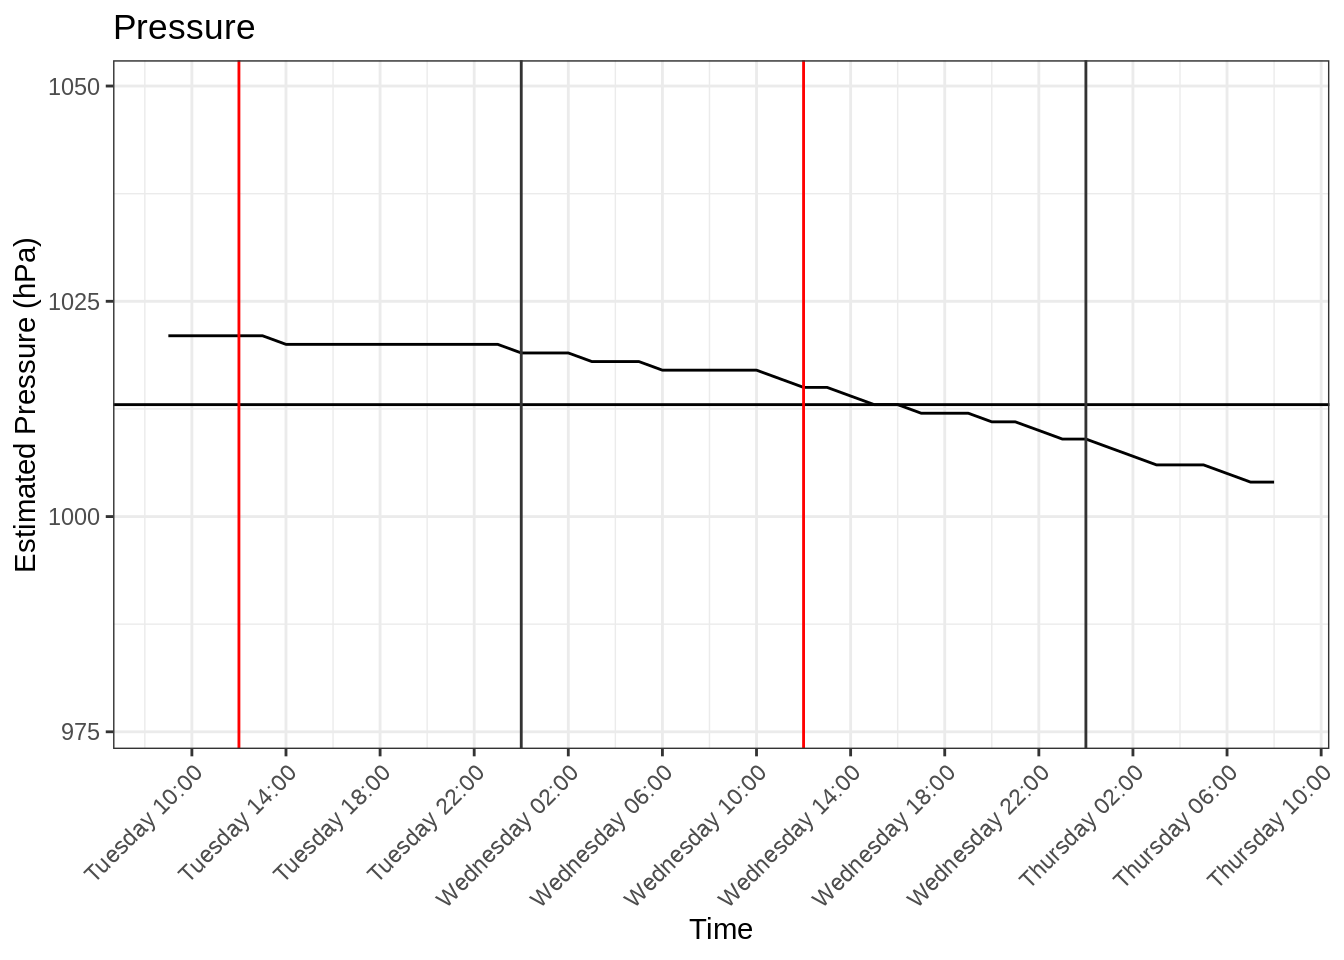 Pressure
Estimated Pressure (hPa)
1050
1025
1000
975
Tuesday 10:00
Tuesday 14:00
Tuesday 18:00
Tuesday 22:00
Wednesday 02:00
Wednesday 06:00
Wednesday 10:00
Wednesday 14:00
Wednesday 18:00
Wednesday 22:00
Thursday 02:00
Thursday 06:00
Thursday 10:00
Time